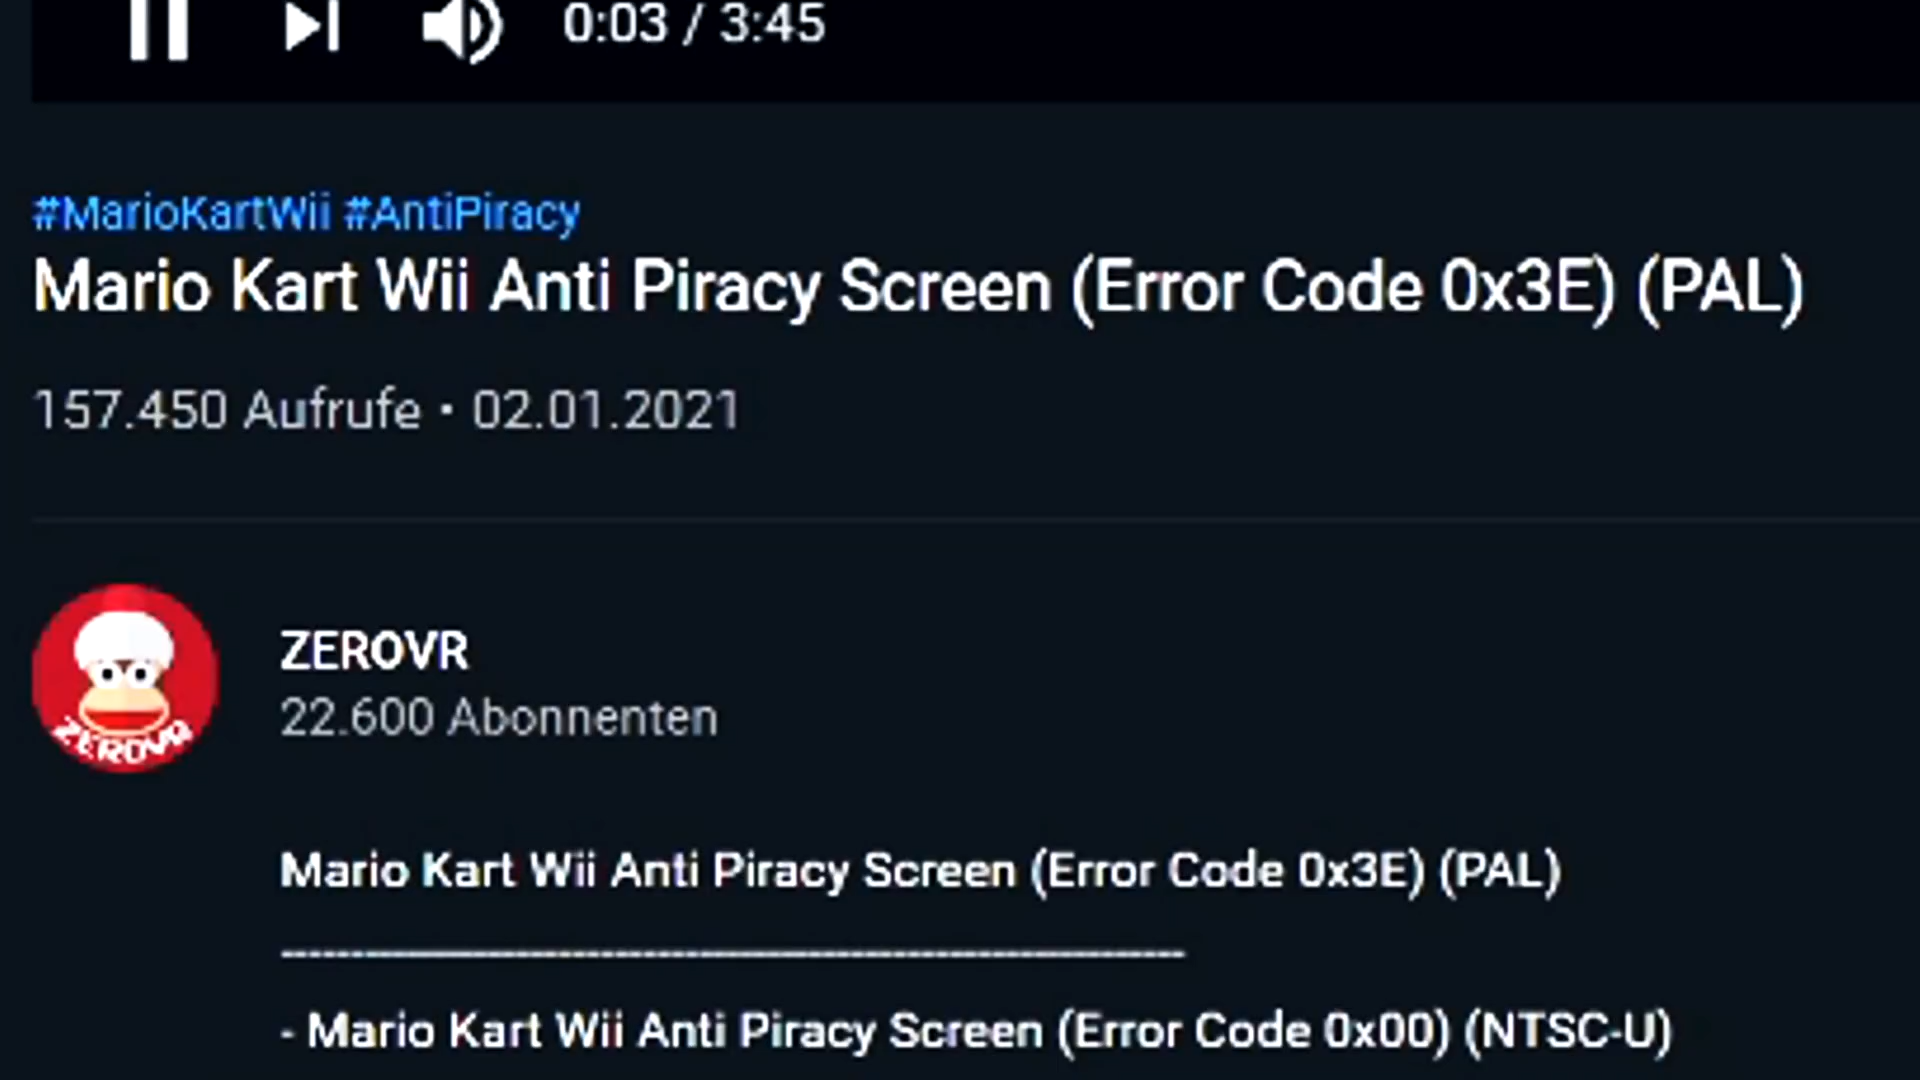 0:03 / 3:45
#MarioKartWii #AntiPiracy
Mario Kart Wii Anti Piracy Screen (Error Code 0x3E) (PAL)
157.450 Aufrufe • 02.01.2021
ZEROVR
ZEROVR
22.600 Abonnenten
Mario Kart Wii Anti Piracy Screen (Error Code 0x3E) (PAL)
- Mario Kart Wii Anti Piracy Screen (Error Code 0x00) (NTSC-U)